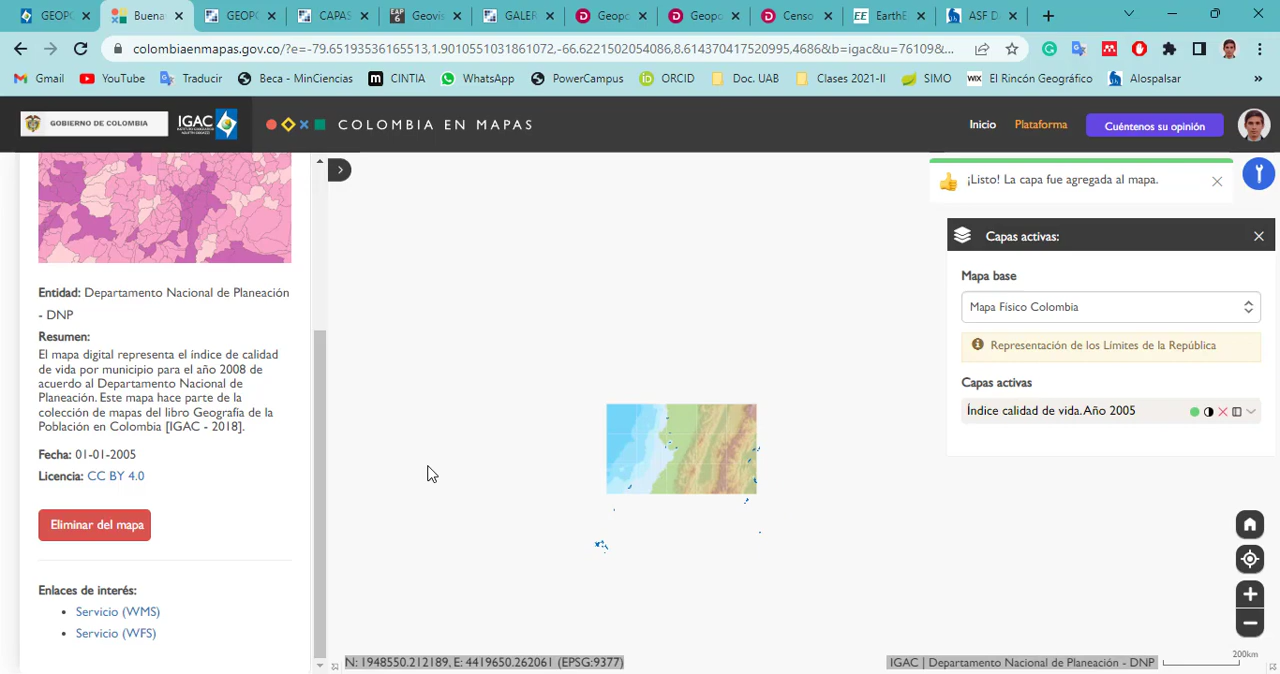 GEOPC
Buena
GEOPC
CAPAS
Geovis
GALER
Geopc
Geopc
Censo
EarthE
ASF D
colombiaenmapas.gov.co/?e=-79.65193536165513,1.9010551031861072,-66.6221502054086,8.614370417520995,4686&b=igac&u=76109&...
Gmail YouTube Traducir Beca - MinCiencias CINTIA WhatsApp PowerCampus ORCID Doc. UAB Clases 2021-II SIMO El Rincón Geográfico Alospalsar »
GOBIERNO DE COLOMBIA IGAC COLOMBIA EN MAPAS Inicio Plataforma Cuéntenos su opinión
¡Listo! La capa fue agregada al mapa.
Capas activas:
Mapa base
Mapa Físico Colombia
Representación de los Límites de la República
Capas activas
Índice calidad de vida. Año 2005
Entidad: Departamento Nacional de Planeación
- DNP
Resumen:
El mapa digital representa el índice de calidad
de vida por municipio para el año 2008 de
acuerdo al Departamento Nacional de
Planeación. Este mapa hace parte de la
colección de mapas del libro Geografía de la
Población en Colombia [IGAC - 2018].
Fecha: 01-01-2005
Licencia: CC BY 4.0
Eliminar del mapa
Enlaces de interés:
• Servicio (WMS)
• Servicio (WFS)
N: 1948550.212189, E: 4419650.262061 (EPSG:9377)
IGAC | Departamento Nacional de Planeación - DNP
200km